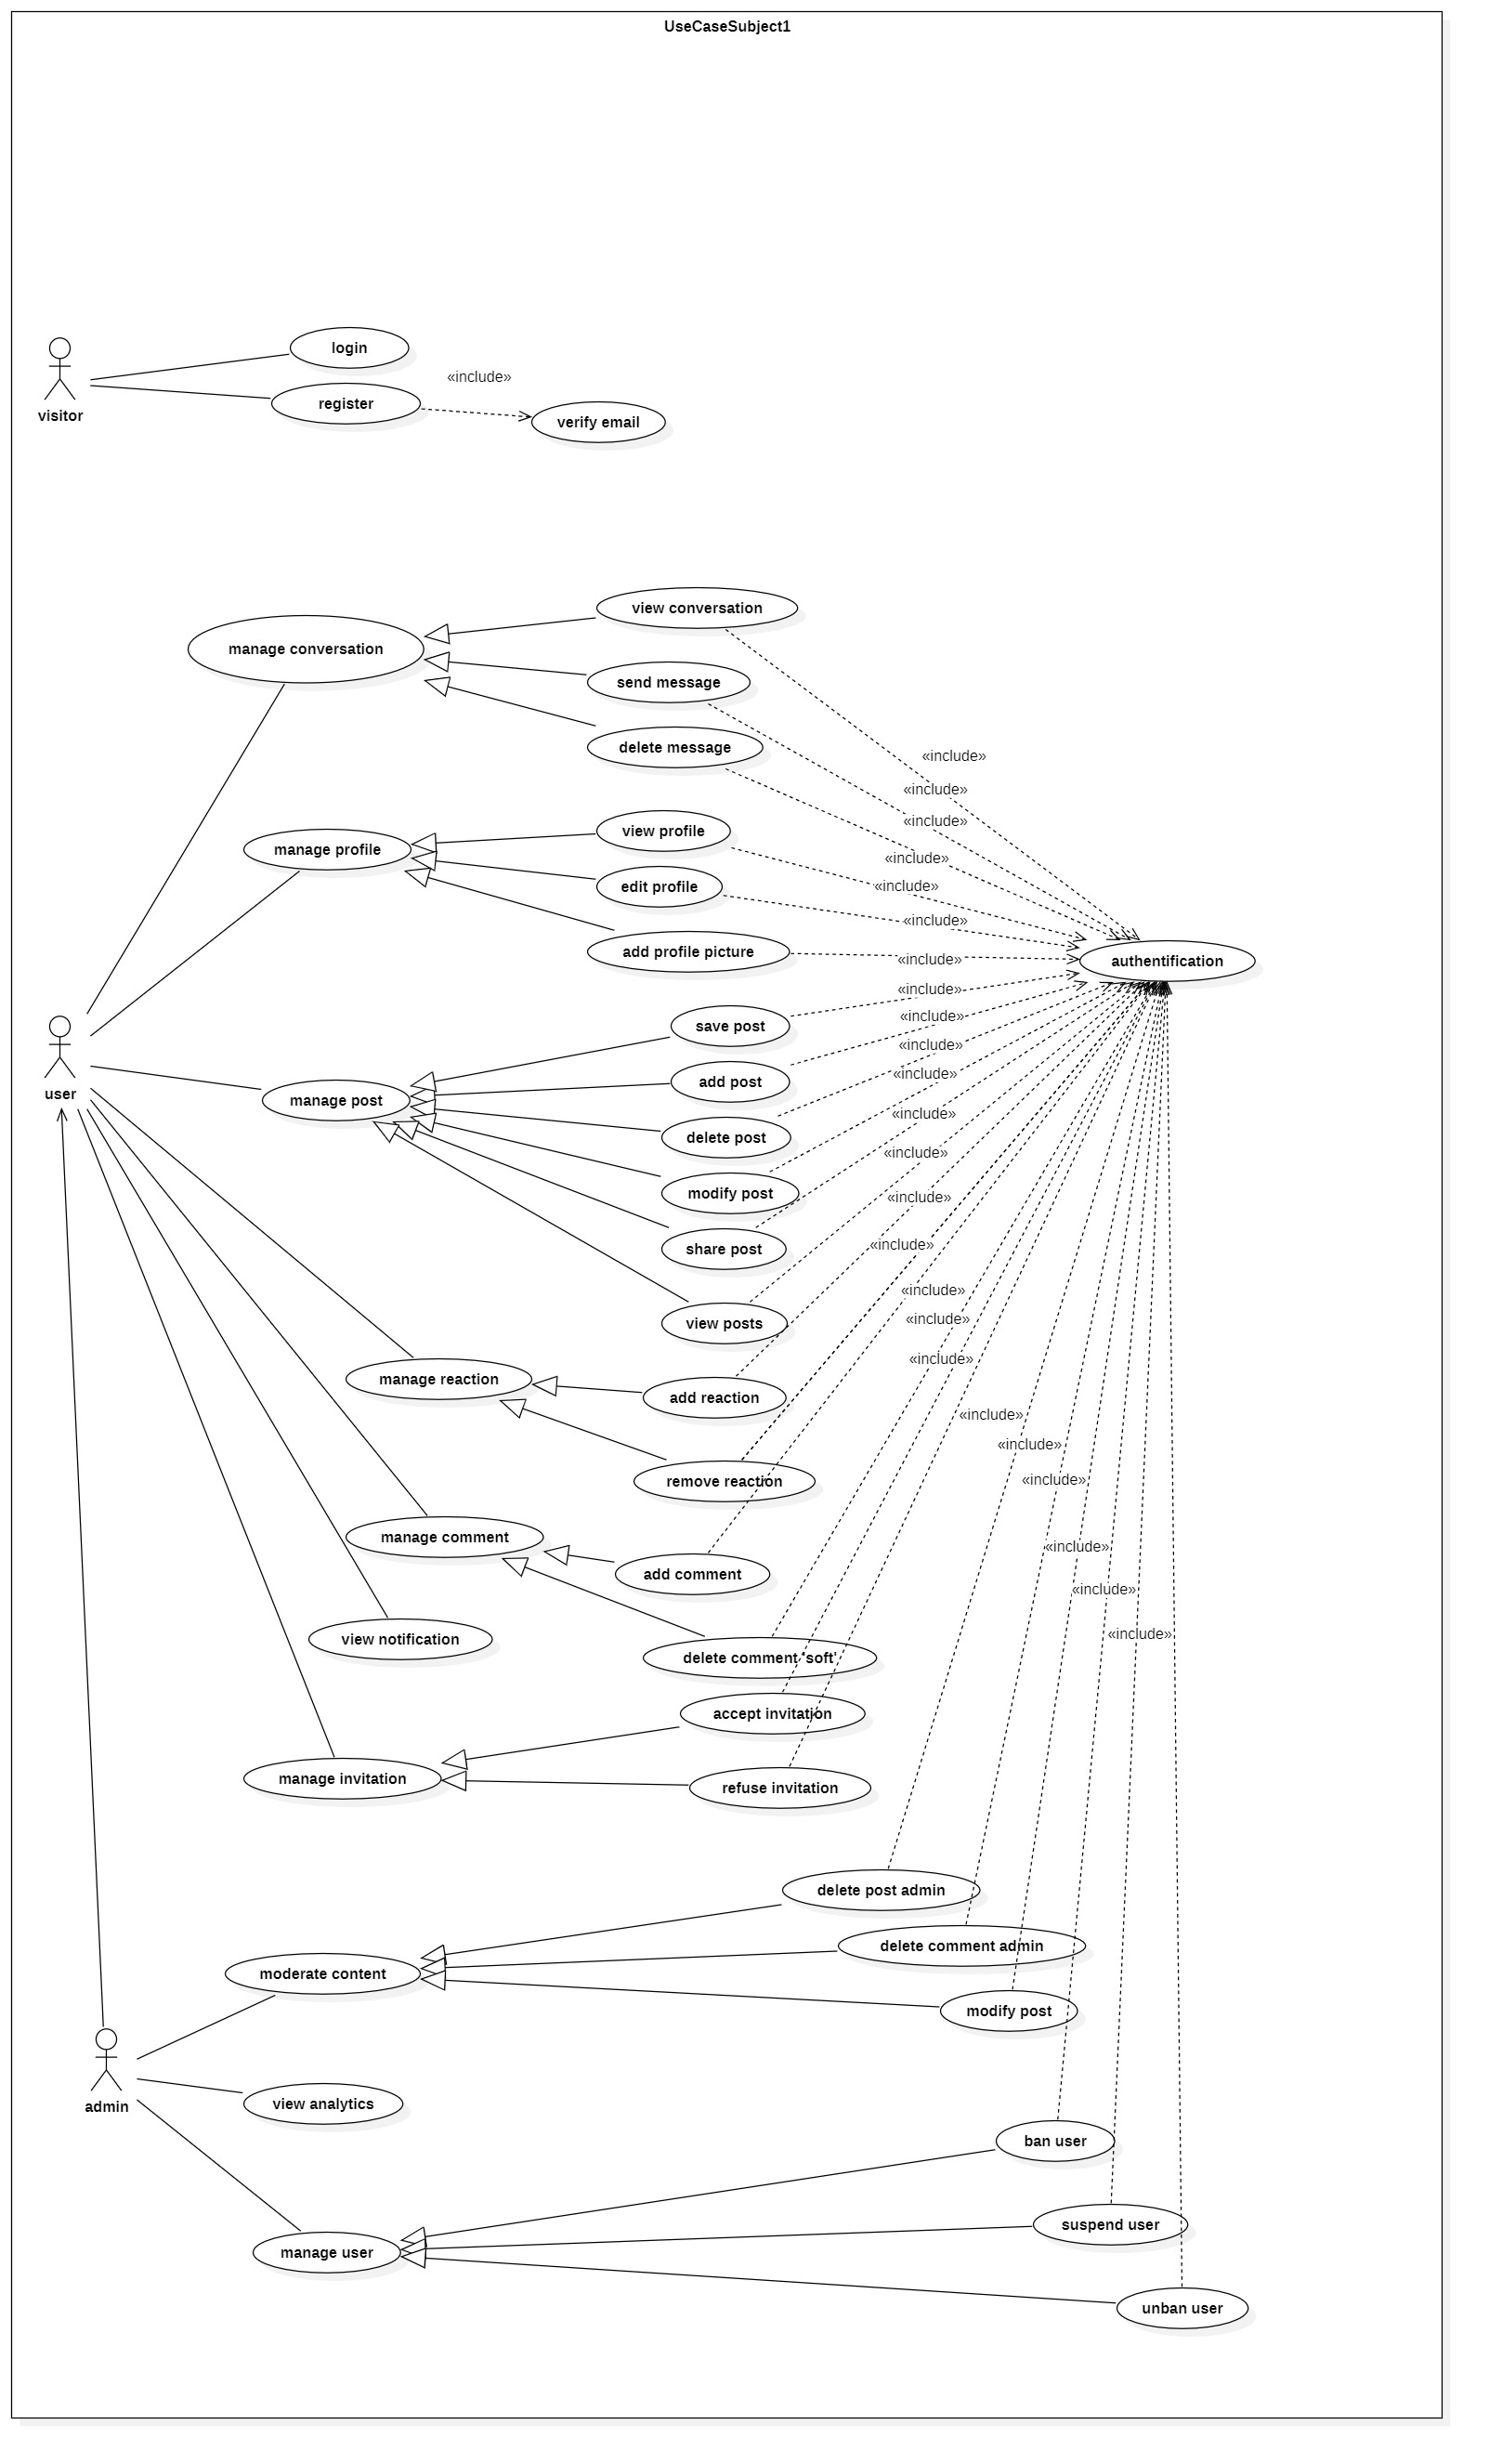 UseCaseSubject1
login
visitor
register
«include»
verify email
view conversation
manage conversation
send message
delete message
«include»
«include»
«include»
view profile
manage profile
«include»
edit profile
«include»
«include»
add profile picture
«include»
authentification
«include»
save post
«include»
user
add post
«include»
manage post
«include»
delete post
«include»
modify post
«include»
share post
«include»
«include»
view posts
«include»
«include»
manage reaction
«include»
add reaction
«include»
remove reaction
«include»
«include»
manage comment
«include»
add comment
«include»
view notification
«include»
delete comment 'soft'
accept invitation
manage invitation
refuse invitation
delete post admin
delete comment admin
moderate content
modify post
admin
view analytics
ban user
suspend user
manage user
unban user